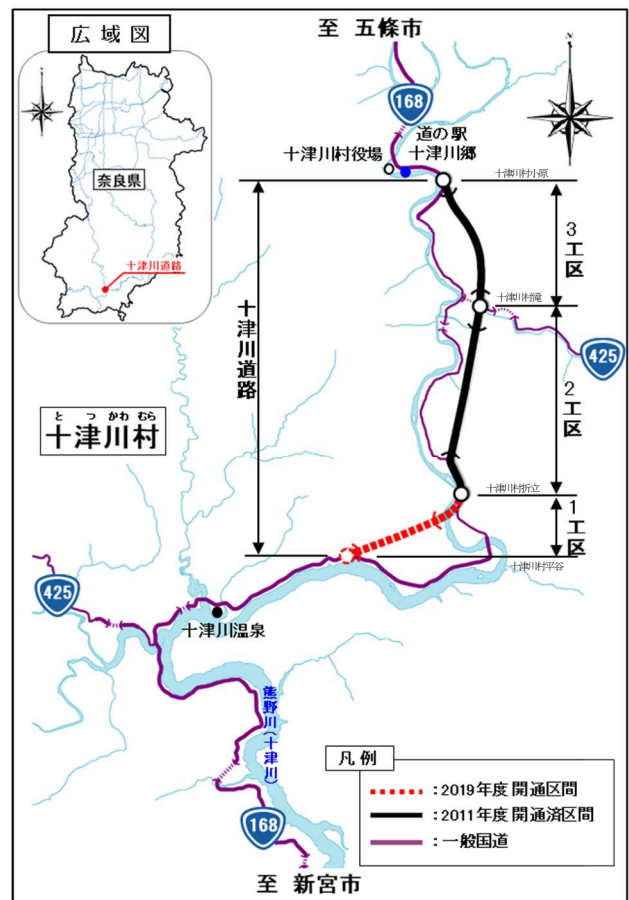 広域図
奈良県
十津川道路
至 五條市
168
道の駅
十津川郷
十津川村役場
十津川村小原
3工区
十津川村滝
425
十津川道路
2工区
と つ かわ むら
十津川村
十津川村折立
1工区
十津川村平谷
425
十津川温泉
熊野川(十津川)
168
至 新宮市
凡例
:2019年度 開通区間
:2011年度 開通済区間
:一般国道